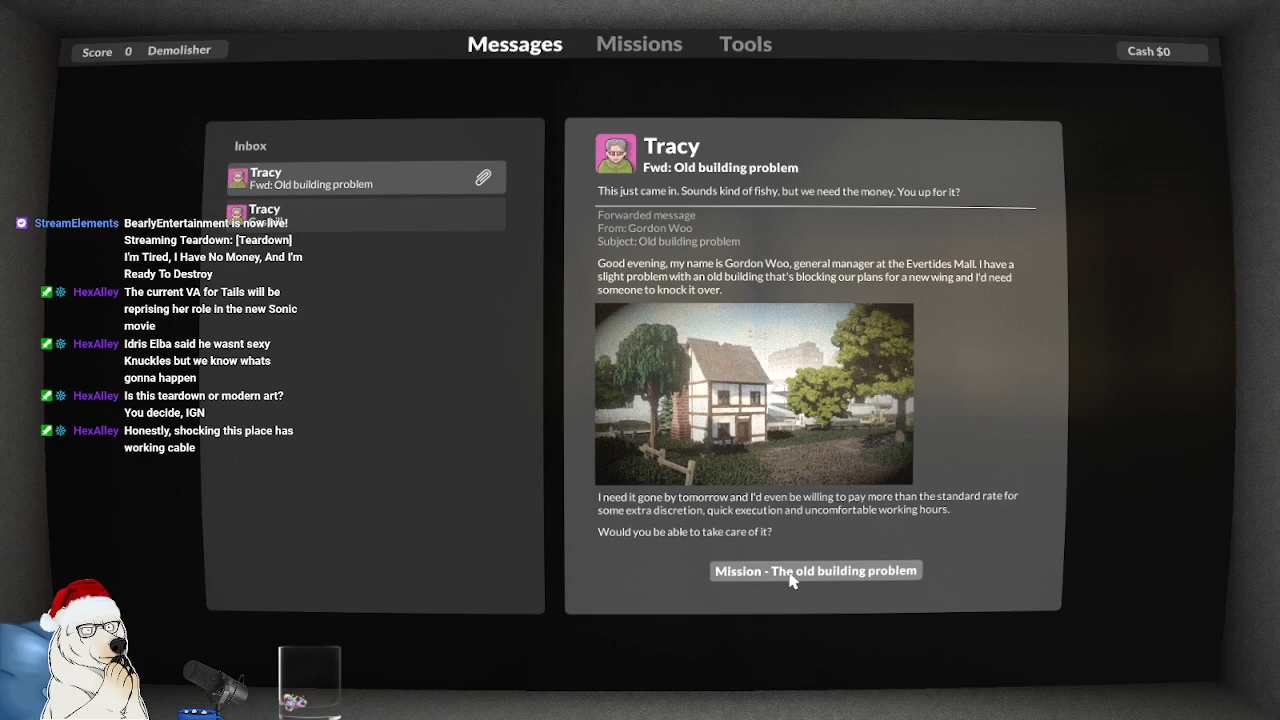 Score 0 Demolisher
Messages Missions Tools
Cash $0
Inbox
Tracy
Fwd: Old building problem
Tracy
StreamElements BearlyEntertainment is now live!
Streaming Teardown: [Teardown]
I'm Tired, I Have No Money, And I'm
Ready To Destroy
HexAlley The current VA for Tails will be
reprising her role in the new Sonic
movie
HexAlley Idris Elba said he wasnt sexy
Knuckles but we know whats
gonna happen
HexAlley Is this teardown or modern art?
You decide, IGN
HexAlley Honestly, shocking this place has
working cable
Tracy
Fwd: Old building problem
This just came in. Sounds kind of fishy, but we need the money. You up for it?
Forwarded message
From: Gordon Woo
Subject: Old building problem
Good evening, my name is Gordon Woo, general manager at the Evertides Mall. I have a
slight problem with an old building that's blocking our plans for a new wing and I'd need
someone to knock it over.
I need it gone by tomorrow and I'd even be willing to pay more than the standard rate for
some extra discretion, quick execution and uncomfortable working hours.
Would you be able to take care of it?
Mission - The old building problem